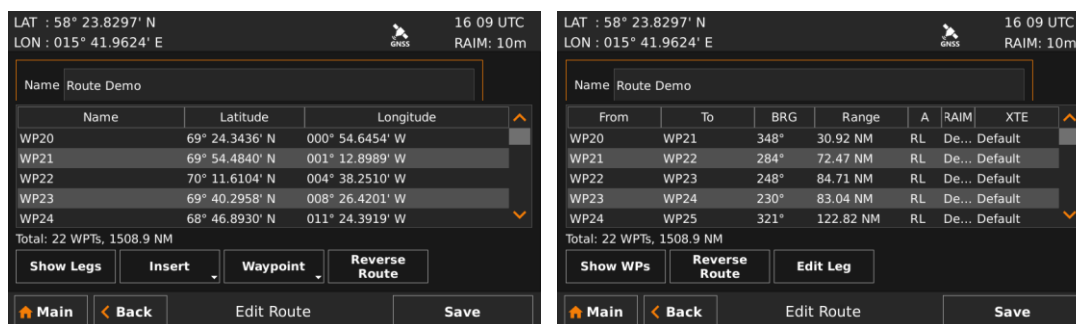 LAT : 58° 23.8297' N
LON : 015° 41.9624' E
GNSS
16 09 UTC
RAIM: 10m
Name Route Demo
Name Latitude Longitude
WP20 69° 24.3436' N 000° 54.6454' W
WP21 69° 54.4840' N 001° 12.8989' W
WP22 70° 11.6104' N 004° 38.2510' W
WP23 69° 40.2958' N 008° 26.4201' W
WP24 68° 46.8930' N 011° 24.3919' W
Total: 22 WPTs, 1508.9 NM
Show Legs Insert Waypoint Reverse
Route
Main Back Edit Route Save
LAT : 58° 23.8297' N
LON : 015° 41.9624' E
GNSS
16 09 UTC
RAIM: 10m
Name Route Demo
From To BRG Range A RAIM XTE
WP20 WP21 348° 30.92 NM RL De... Default
WP21 WP22 284° 72.47 NM RL De... Default
WP22 WP23 248° 84.71 NM RL De... Default
WP23 WP24 230° 83.04 NM RL De... Default
WP24 WP25 321° 122.82 NM RL De... Default
Total: 22 WPTs, 1508.9 NM
Show WPs Reverse
Route Edit Leg
Main Back Edit Route Save